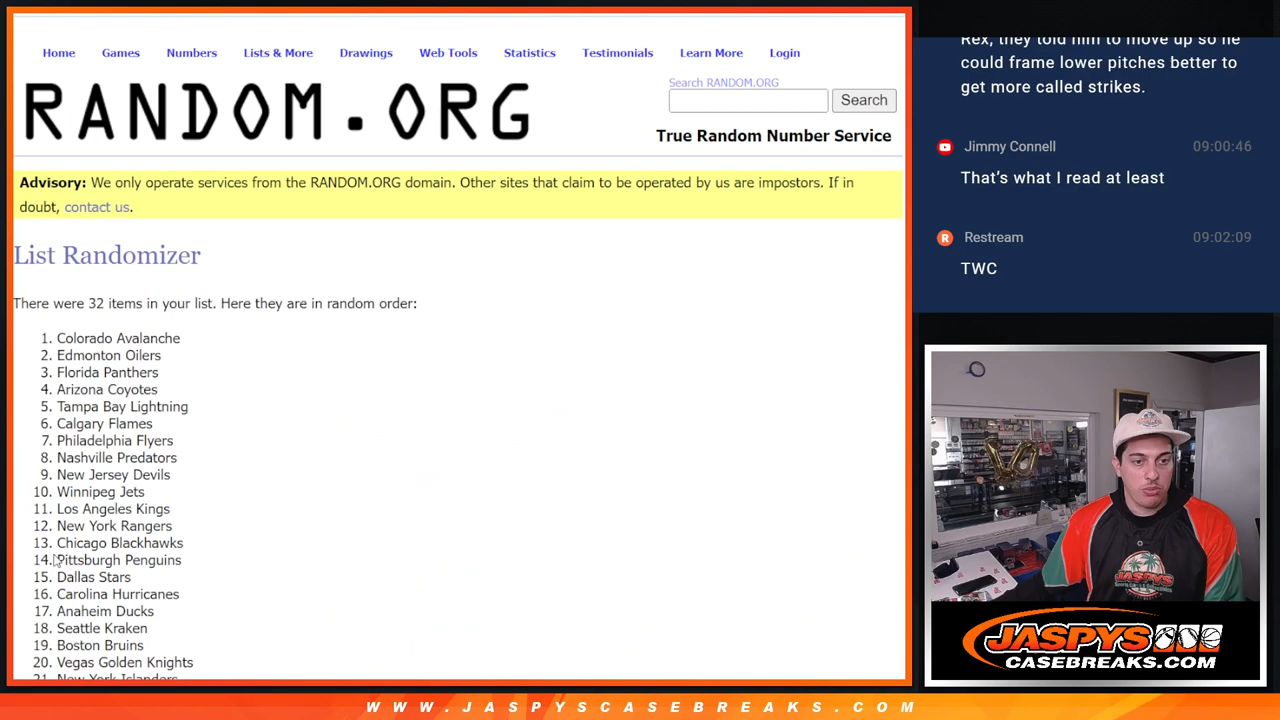 Home Games Numbers Lists & More Drawings Web Tools Statistics Testimonials Learn More Login
RANDOM.ORG
Search RANDOM.ORG
Search
True Random Number Service
Advisory: We only operate services from the RANDOM.ORG domain. Other sites that claim to be operated by us are impostors. If in
doubt, contact us.
List Randomizer
There were 32 items in your list. Here they are in random order:
1. Colorado Avalanche
2. Edmonton Oilers
3. Florida Panthers
4. Arizona Coyotes
5. Tampa Bay Lightning
6. Calgary Flames
7. Philadelphia Flyers
8. Nashville Predators
9. New Jersey Devils
10. Winnipeg Jets
11. Los Angeles Kings
12. New York Rangers
13. Chicago Blackhawks
14. Pittsburgh Penguins
15. Dallas Stars
16. Carolina Hurricanes
17. Anaheim Ducks
18. Seattle Kraken
19. Boston Bruins
20. Vegas Golden Knights
21. New York Islanders
Rex, they told him to move up so he
could frame lower pitches better to
get more called strikes.
Jimmy Connell 09:00:46
That's what I read at least
R Restream 09:02:09
TWC
JASPYS
JASPYS
CASEBREAKS.COM
WWW.JASPYSCASEBREAKS.COM